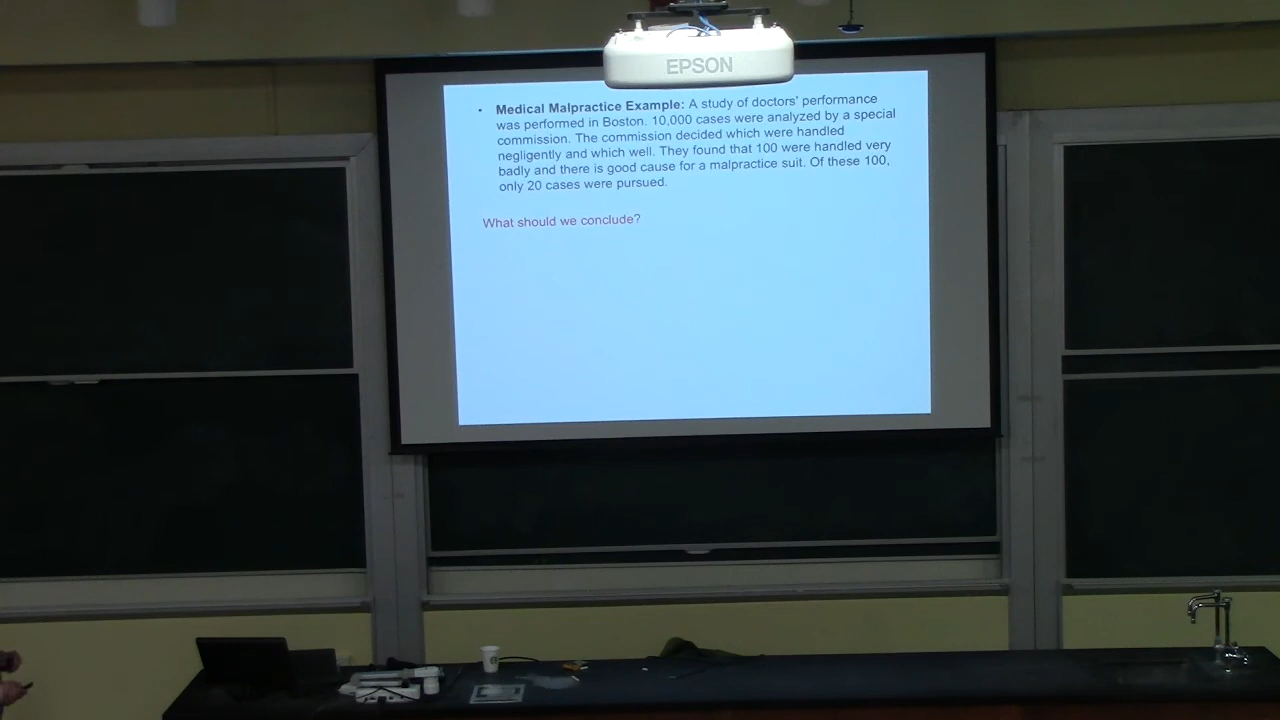 EPSON
• Medical Malpractice Example: A study of doctors' performance
was performed in Boston. 10,000 cases were analyzed by a special
commission. The commission decided which were handled
negligently and which well. They found that 100 were handled very
badly and there is good cause for a malpractice suit. Of these 100,
only 20 cases were pursued.
What should we conclude?